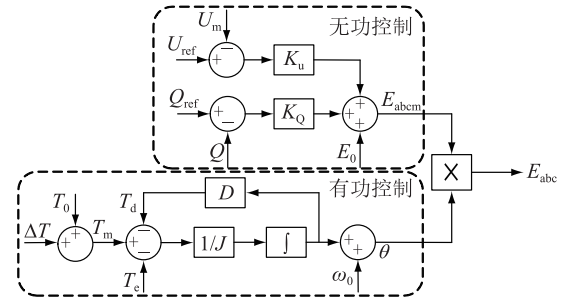 无功控制
U_m
U_ref
K_u
Q_ref
K_Q
E_abcm
Q
E_0
E_abc
有功控制
D
T_0
T_d
ΔT
T_m
1/J
∫
θ
T_e
ω_0